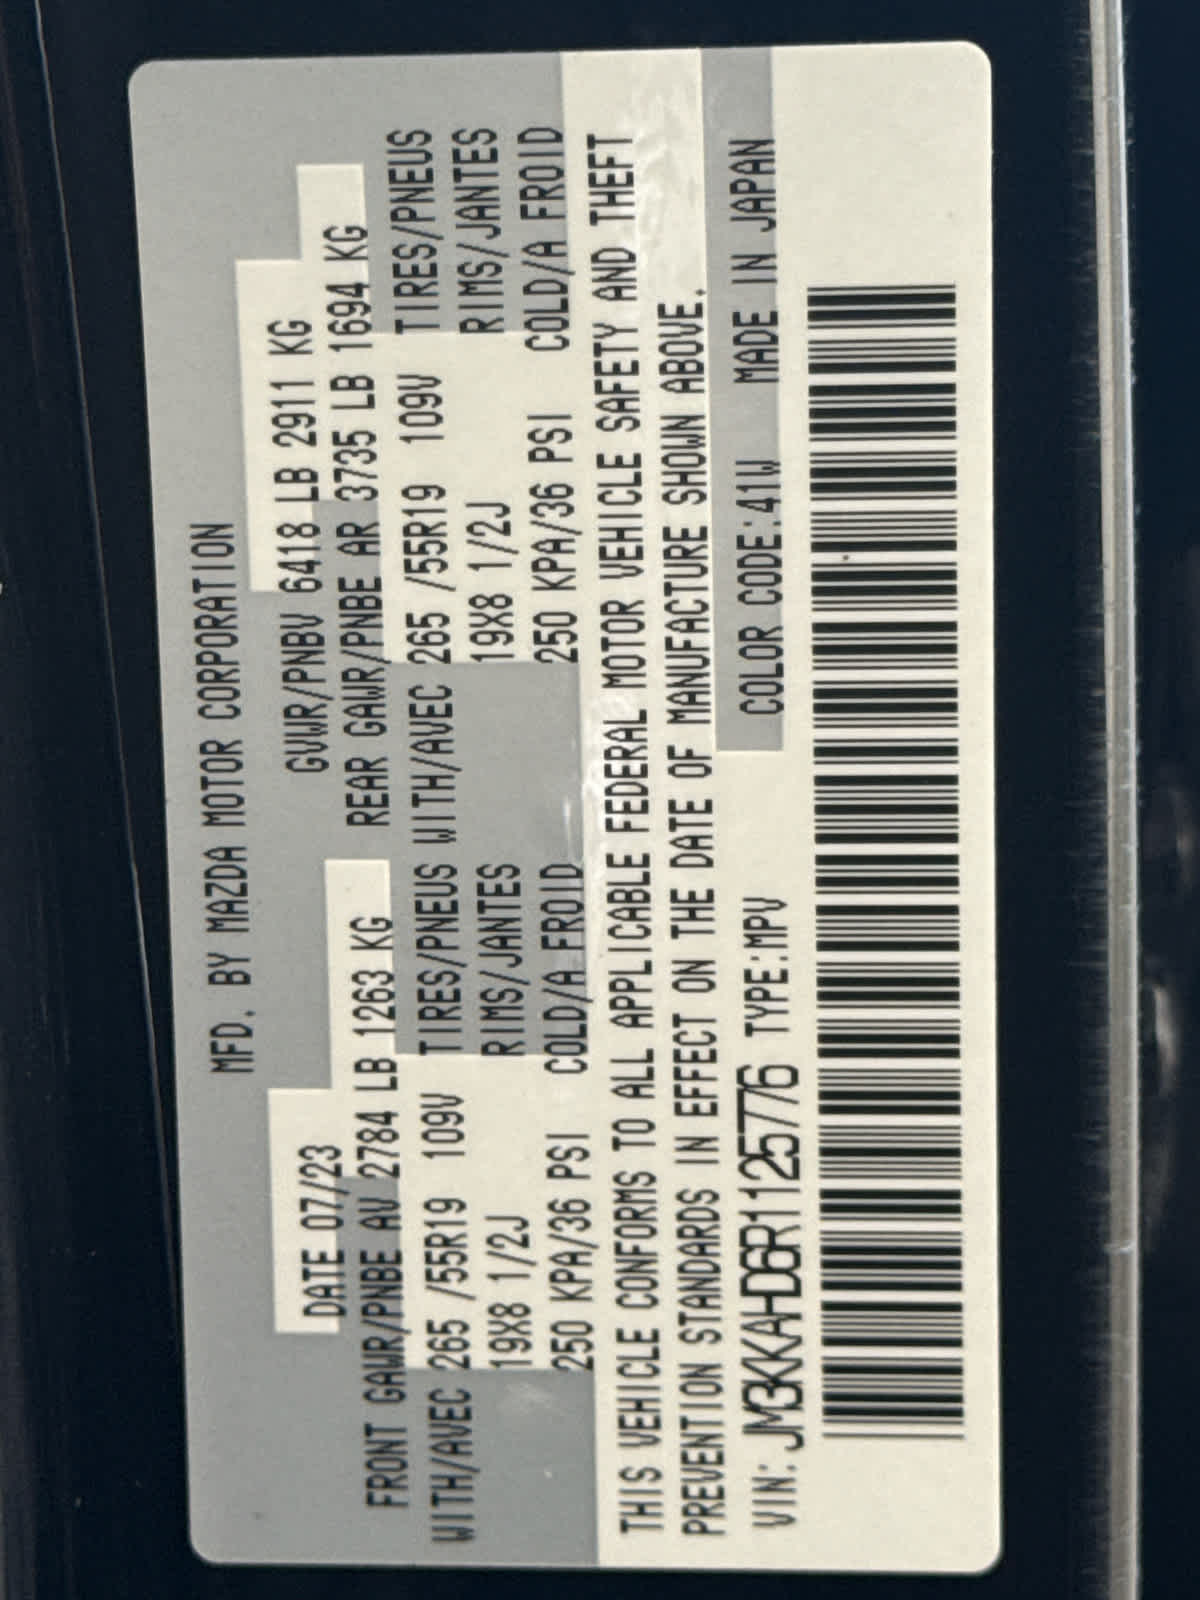 MFD. BY MAZDA MOTOR CORPORATION
DATE 07/23 GVWR/PNBV 6418 LB 2911 KG
FRONT GAWR/PNBE AV 2784 LB 1263 KG REAR GAWR/PNBE AR 3735 LB 1694 KG
WITH/AVEC 265 /55R19 109V TIRES/PNEUS WITH/AVEC 265 /55R19 109V TIRES/PNEUS
19X8 1/2J RIMS/JANTES 19X8 1/2J RIMS/JANTES
250 KPA/36 PSI COLD/A FROID 250 KPA/36 PSI COLD/A FROID
THIS VEHICLE CONFORMS TO ALL APPLICABLE FEDERAL MOTOR VEHICLE SAFETY AND THEFT
PREVENTION STANDARDS IN EFFECT ON THE DATE OF MANUFACTURE SHOWN ABOVE.
VIN: JM3KKAHD6R1125776 TYPE:MPV COLOR CODE:41W MADE IN JAPAN